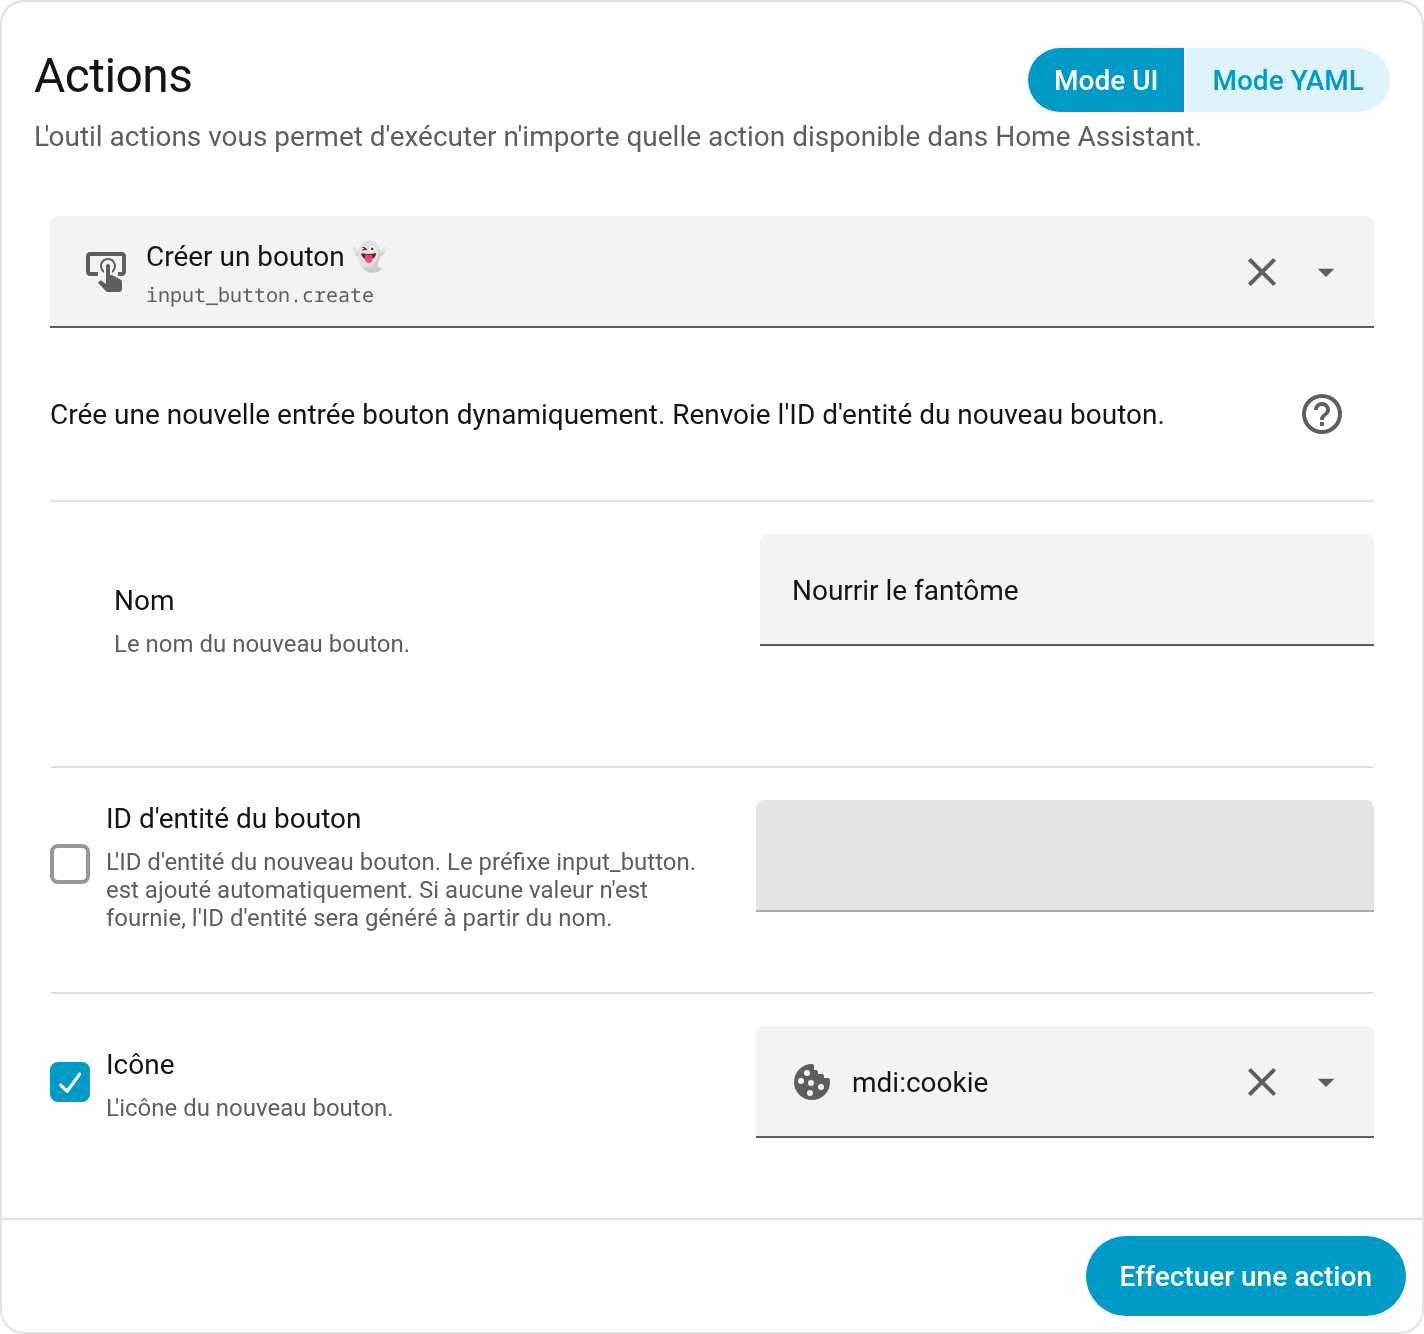 Actions
Mode UI
Mode YAML
L'outil actions vous permet d'exécuter n'importe quelle action disponible dans Home Assistant.
Créer un bouton 👻
input_button.create
Crée une nouvelle entrée bouton dynamiquement. Renvoie l'ID d'entité du nouveau bouton.
Nom
Le nom du nouveau bouton.
Nourrir le fantôme
ID d'entité du bouton
L'ID d'entité du nouveau bouton. Le préfixe input_button.
est ajouté automatiquement. Si aucune valeur n'est
fournie, l'ID d'entité sera généré à partir du nom.
Icône
L'icône du nouveau bouton.
mdi:cookie
Effectuer une action